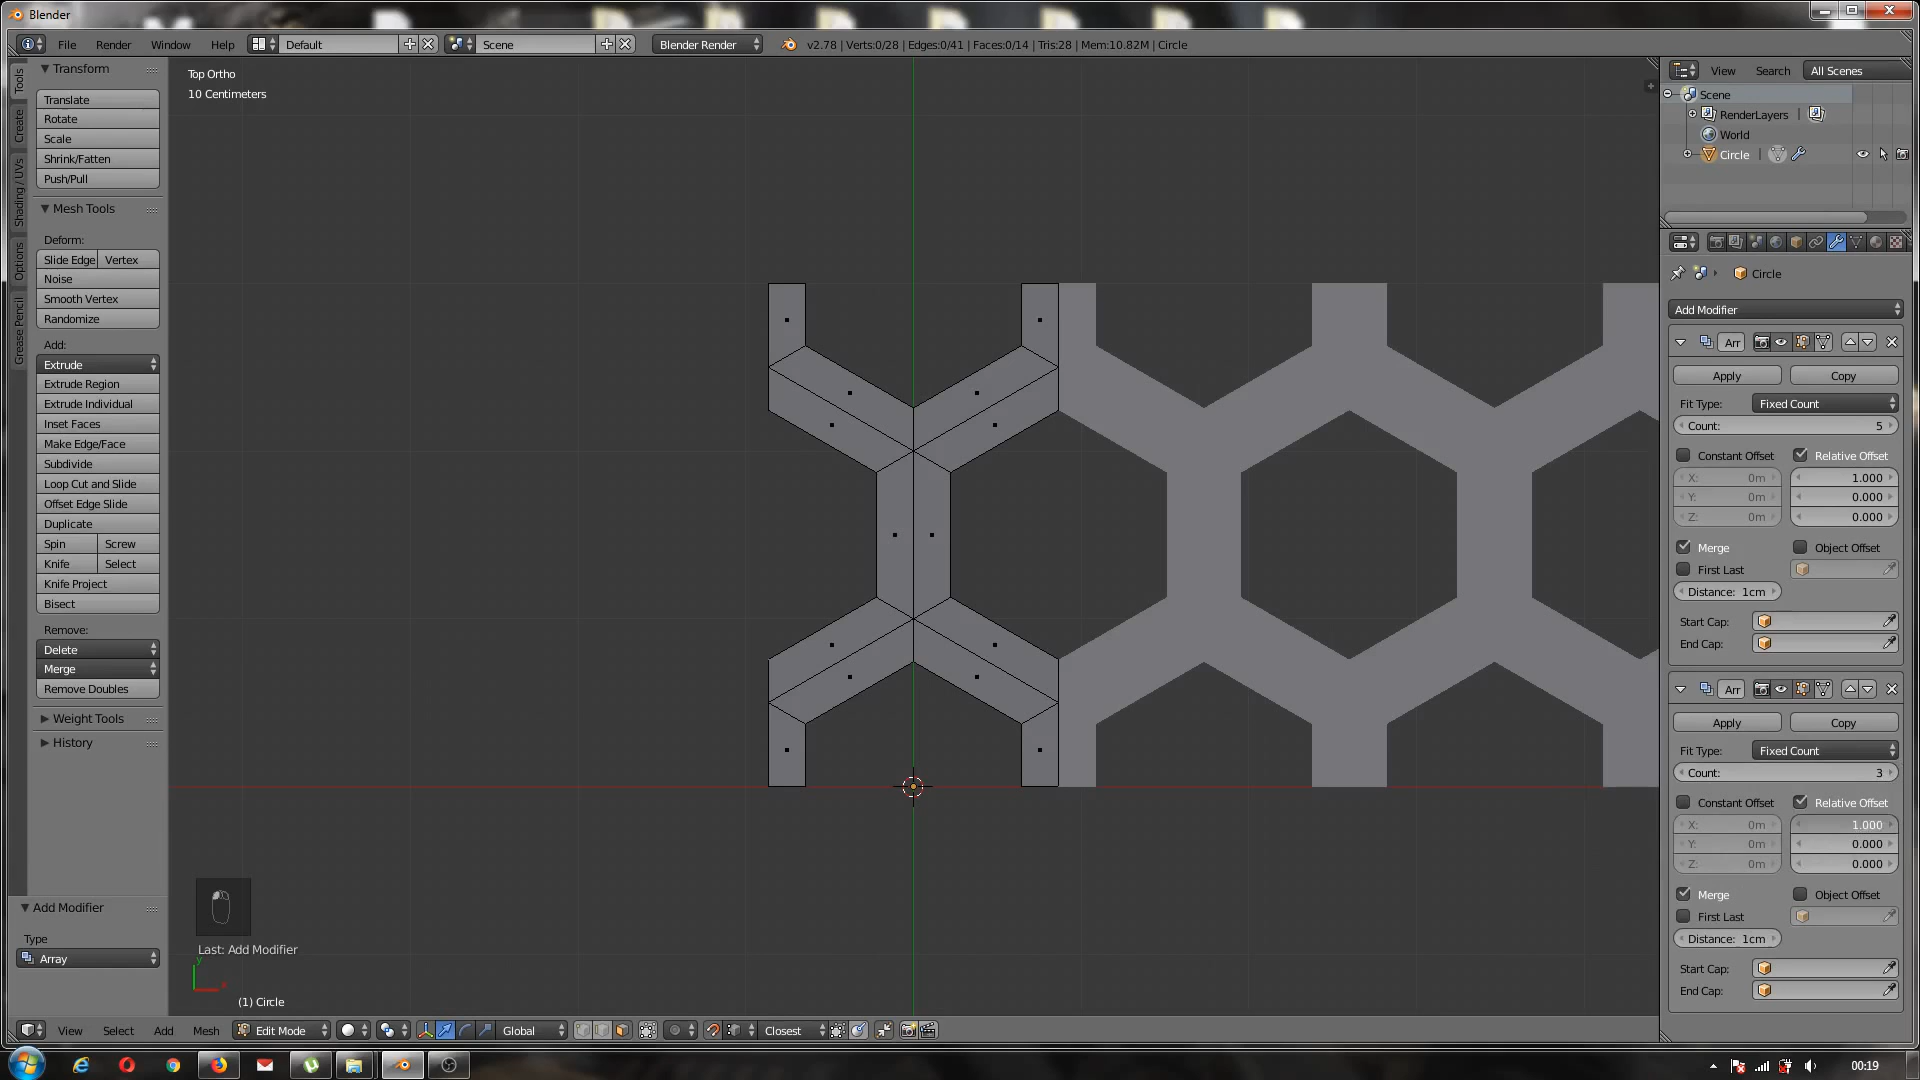 Blender
File Render Window Help Default Scene Blender Render v2.78 | Verts:0/28 | Edges:0/41 | Faces:0/14 | Tris:28 | Mem:10.82M | Circle
Tools
Create
Shading / UVs
Options
Grease Pencil
Transform
Translate
Rotate
Scale
Shrink/Fatten
Push/Pull
Mesh Tools
Deform:
Slide Edge Vertex
Noise
Smooth Vertex
Randomize
Add:
Extrude
Extrude Region
Extrude Individual
Inset Faces
Make Edge/Face
Subdivide
Loop Cut and Slide
Offset Edge Slide
Duplicate
Spin Screw
Knife Select
Knife Project
Bisect
Remove:
Delete
Merge
Remove Doubles
Weight Tools
History
Add Modifier
Type
Array
Top Ortho
10 Centimeters
Last: Add Modifier
y
(1) Circle
View Select Add Mesh Edit Mode Global Closest
View Search All Scenes
Scene
RenderLayers |
World
Circle |
Circle
Add Modifier
Arr
Apply Copy
Fit Type: Fixed Count
Count: 5
Constant Offset Relative Offset
X: 0m 1.000
Y: 0m 0.000
Z: 0m 0.000
Merge Object Offset
First Last
Distance: 1cm
Start Cap:
End Cap:
Arr
Apply Copy
Fit Type: Fixed Count
Count: 3
Constant Offset Relative Offset
X: 0m 1.000
Y: 0m 0.000
Z: 0m 0.000
Merge Object Offset
First Last
Distance: 1cm
Start Cap:
End Cap:
00:19